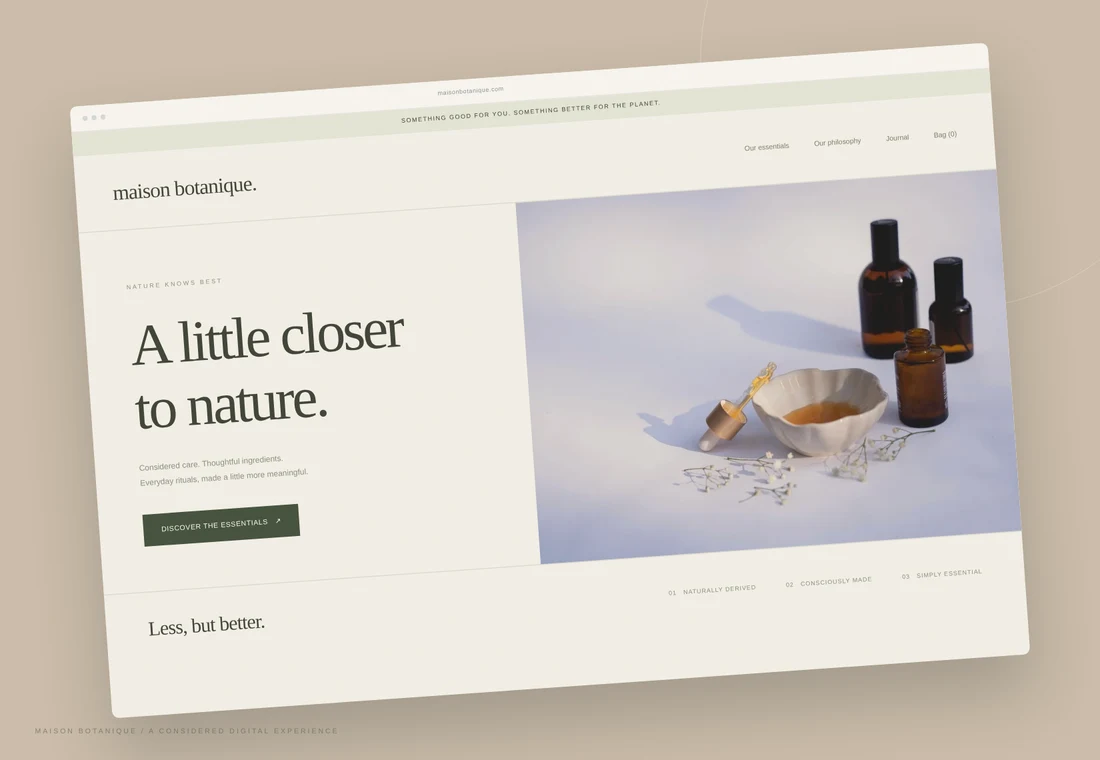 maisonbotanique.com
SOMETHING GOOD FOR YOU. SOMETHING BETTER FOR THE PLANET.
maison botanique.
Our essentials Our philosophy Journal Bag (0)
NATURE KNOWS BEST
A little closer
to nature.
Considered care. Thoughtful ingredients.
Everyday rituals, made a little more meaningful.
DISCOVER THE ESSENTIALS ↗
Less, but better.
01 NATURALLY DERIVED 02 CONSCIOUSLY MADE 03 SIMPLY ESSENTIAL
MAISON BOTANIQUE / A CONSIDERED DIGITAL EXPERIENCE